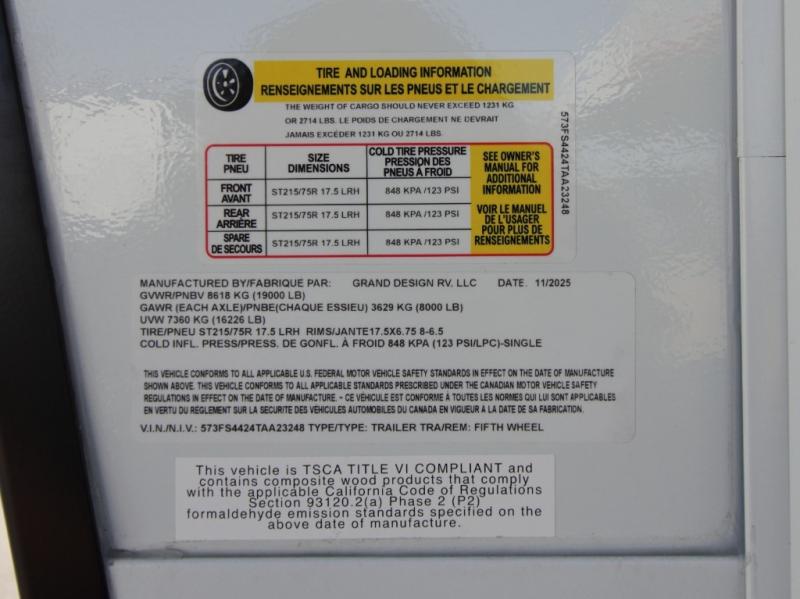 TIRE AND LOADING INFORMATION
RENSEIGNEMENTS SUR LES PNEUS ET LE CHARGEMENT
THE WEIGHT OF CARGO SHOULD NEVER EXCEED 1231 KG
OR 2714 LBS. LE POIDS DE CHARGEMENT NE DEVRAIT
JAMAIS EXCÉDER 1231 KG OU 2714 LBS.
TIRE
PNEU
SIZE
DIMENSIONS
COLD TIRE PRESSURE
PRESSION DES
PNEUS À FROID
SEE OWNER'S
MANUAL FOR
ADDITIONAL
INFORMATION
VOIR LE MANUEL
DE L'USAGER
POUR PLUS DE
RENSEIGNEMENTS
FRONT
AVANT
ST215/75R 17.5 LRH
848 KPA /123 PSI
REAR
ARRIÈRE
ST215/75R 17.5 LRH
848 KPA /123 PSI
SPARE
DE SECOURS
ST215/75R 17.5 LRH
848 KPA /123 PSI
573FS4424TAA23248
MANUFACTURED BY/FABRIQUE PAR: GRAND DESIGN RV, LLC DATE. 11/2025
GVWR/PNBV 8618 KG (19000 LB)
GAWR (EACH AXLE)/PNBE(CHAQUE ESSIEU) 3629 KG (8000 LB)
UVW 7360 KG (16226 LB)
TIRE/PNEU ST215/75R 17.5 LRH RIMS/JANTE17.5X6.75 8-6.5
COLD INFL. PRESS/PRESS. DE GONFL. À FROID 848 KPA (123 PSI/LPC)-SINGLE
THIS VEHICLE CONFORMS TO ALL APPLICABLE U.S. FEDERAL MOTOR VEHICLE SAFETY STANDARDS IN EFFECT ON THE DATE OF MANUFACTURE
SHOWN ABOVE. THIS VEHICLE CONFORMS TO ALL APPLICABLE STANDARDS PRESCRIBED UNDER THE CANADIAN MOTOR VEHICLE SAFETY
REGULATIONS IN EFFECT ON THE DATE OF MANUFACTURE. - CE VÉHICULE EST CONFORME À TOUTES LES NORMES QUI LUI SONT APPLICABLES
EN VERTU DU RÈGLEMENT SUR LA SECURITE DES VÉHICULES AUTOMOBILES DU CANADA EN VIGUEUR À LA DATE DE SA FABRICATION.
V.I.N./N.I.V.: 573FS4424TAA23248 TYPE/TYPE: TRAILER TRA/REM: FIFTH WHEEL
This vehicle is TSCA TITLE VI COMPLIANT and
contains composite wood products that comply
with the applicable California Code of Regulations
Section 93120.2(a) Phase 2 (P2)
formaldehyde emission standards specified on the
above date of manufacture.